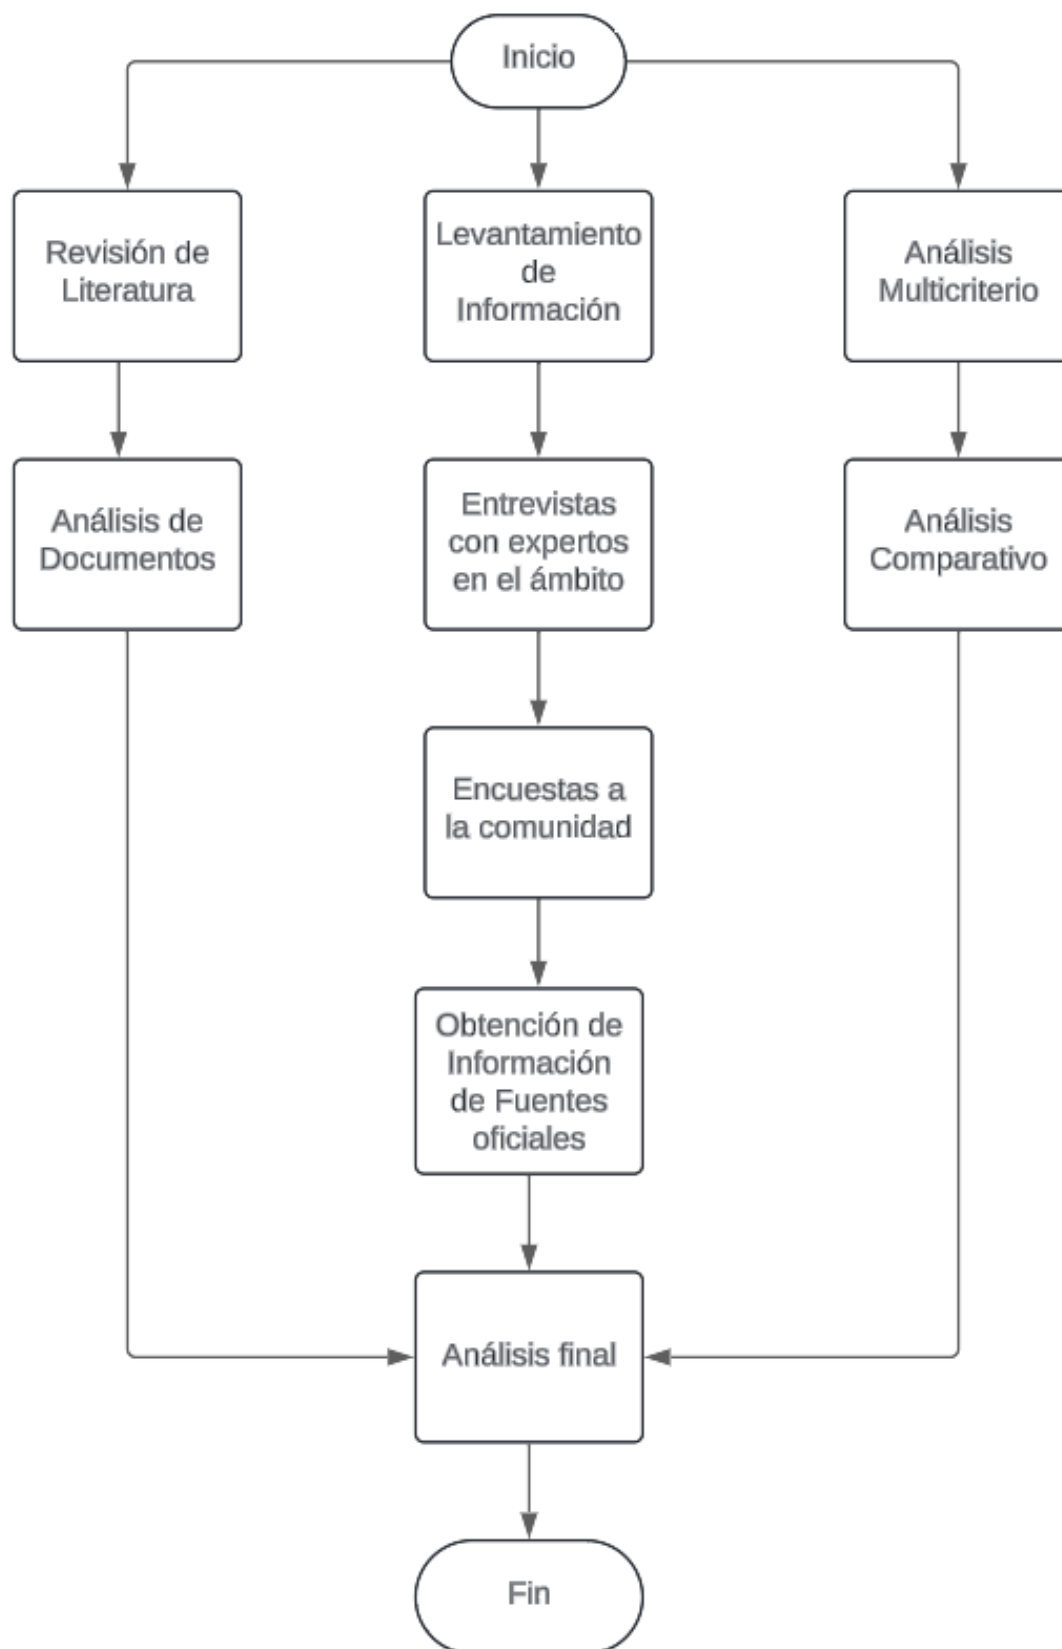 Inicio
Revisión de
Literatura
Levantamiento
de
Información
Análisis
Multicriterio
Análisis de
Documentos
Entrevistas
con expertos
en el ámbito
Análisis
Comparativo
Encuestas a
la comunidad
Obtención de
Información
de Fuentes
oficiales
Análisis final
Fin